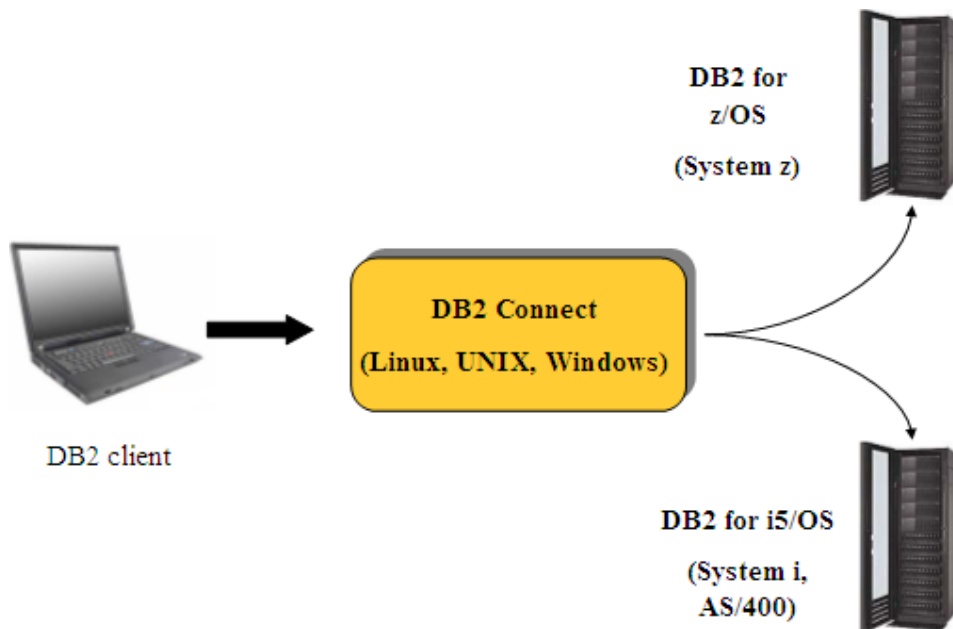 DB2 for
z/OS
(System z)
DB2 Connect
(Linux, UNIX, Windows)
DB2 client
DB2 for i5/OS
(System i,
AS/400)